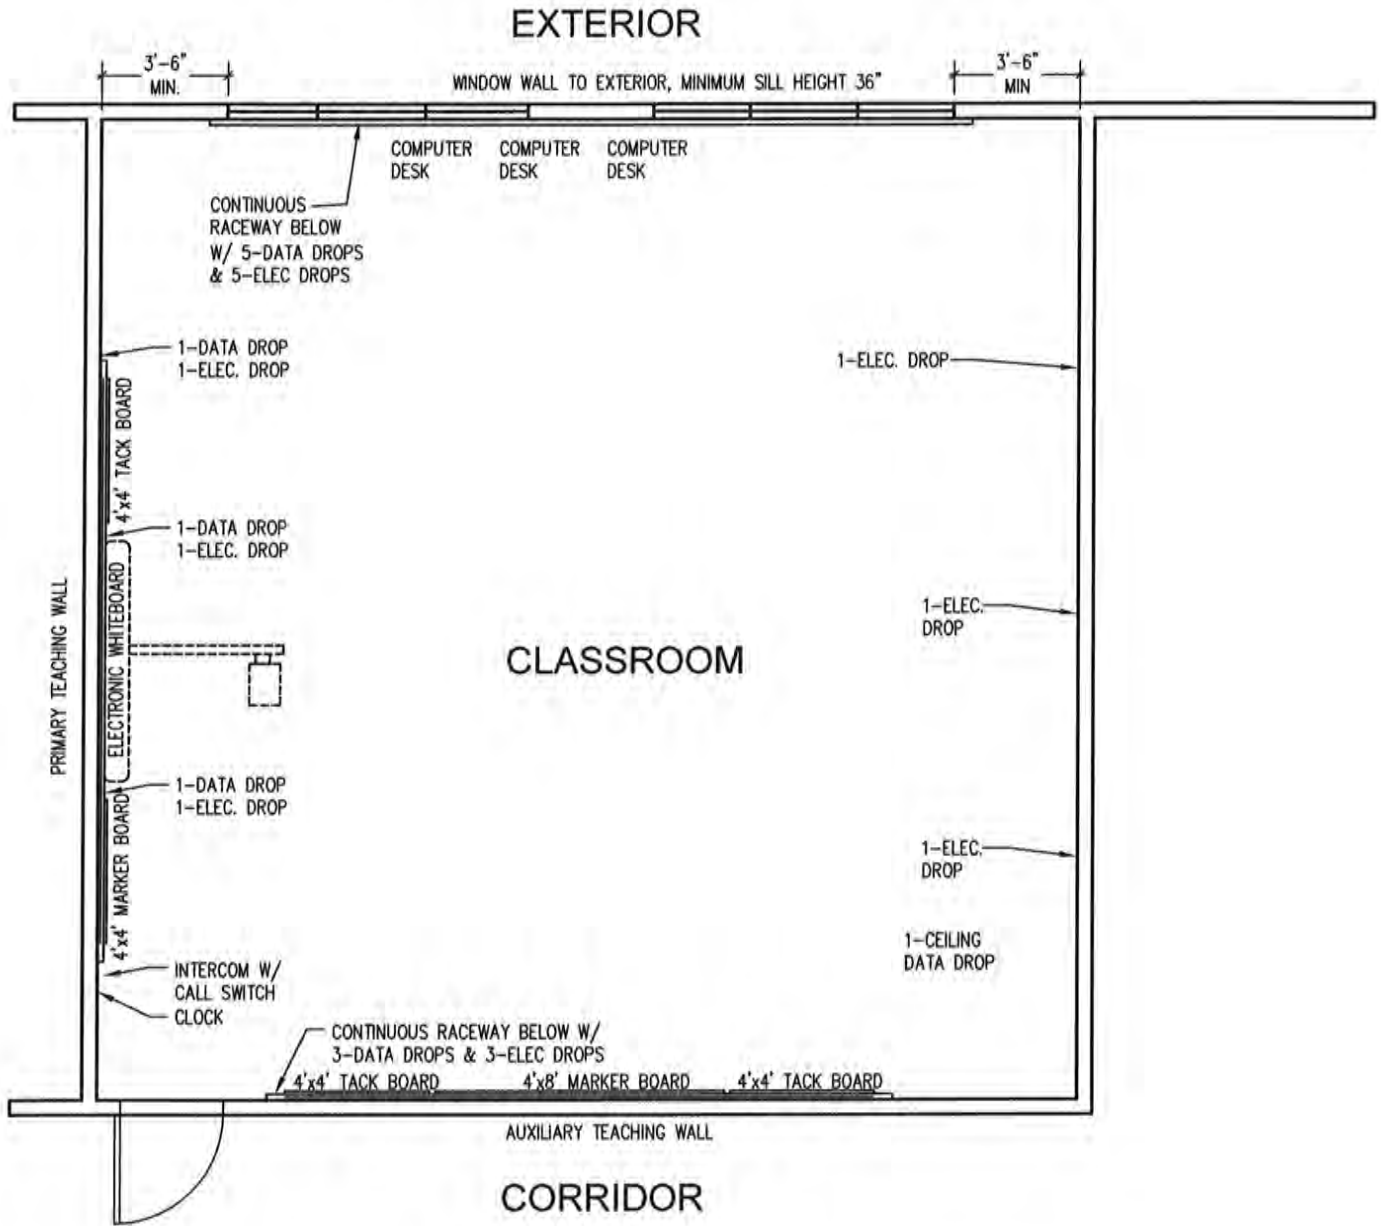 EXTERIOR
3'-6"
MIN.
WINDOW WALL TO EXTERIOR, MINIMUM SILL HEIGHT 36"
3'-6"
MIN
COMPUTER
DESK
COMPUTER
DESK
COMPUTER
DESK
CONTINUOUS
RACEWAY BELOW
W/ 5-DATA DROPS
& 5-ELEC DROPS
1-DATA DROP
1-ELEC. DROP
1-ELEC. DROP
4'x4' TACK BOARD
1-DATA DROP
1-ELEC. DROP
PRIMARY TEACHING WALL
ELECTRONIC WHITEBOARD
1-ELEC.
DROP
CLASSROOM
1-DATA DROP
1-ELEC. DROP
4'x4' MARKER BOARD
1-ELEC.
DROP
1-CEILING
DATA DROP
INTERCOM W/
CALL SWITCH
CLOCK
CONTINUOUS RACEWAY BELOW W/
3-DATA DROPS & 3-ELEC DROPS
4'x4' TACK BOARD
4'x8' MARKER BOARD
4'x4' TACK BOARD
AUXILIARY TEACHING WALL
CORRIDOR